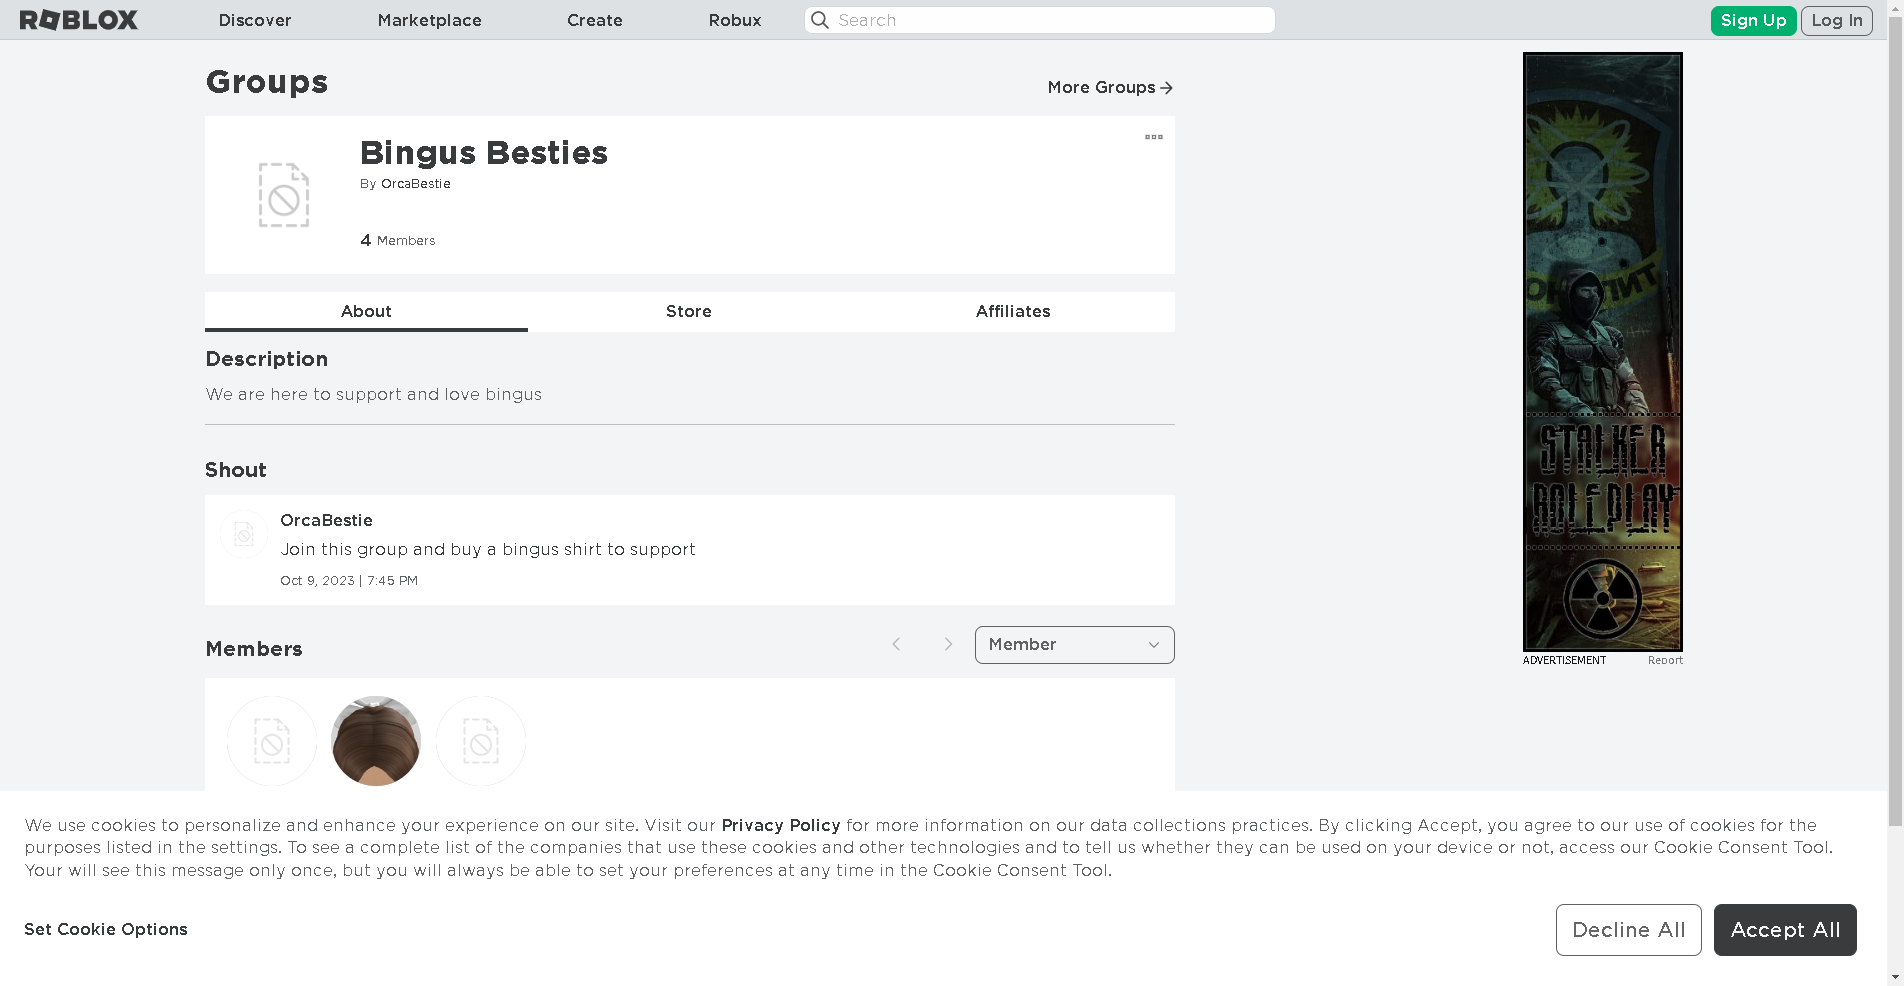 ROBLOX
Discover
Marketplace
Create
Robux
Search
Sign Up
Log In
Groups
More Groups
Bingus Besties
By OrcaBestie
4 Members
About
Store
Affiliates
Description
We are here to support and love bingus
Shout
OrcaBestie
Join this group and buy a bingus shirt to support
Oct 9, 2023 | 7:45 PM
Members
Member
STALKER
ROLEPLAY
ADVERTISEMENT
Report
We use cookies to personalize and enhance your experience on our site. Visit our Privacy Policy for more information on our data collections practices. By clicking Accept, you agree to our use of cookies for the
purposes listed in the settings. To see a complete list of the companies that use these cookies and other technologies and to tell us whether they can be used on your device or not, access our Cookie Consent Tool.
Your will see this message only once, but you will always be able to set your preferences at any time in the Cookie Consent Tool.
Set Cookie Options
Decline All
Accept All